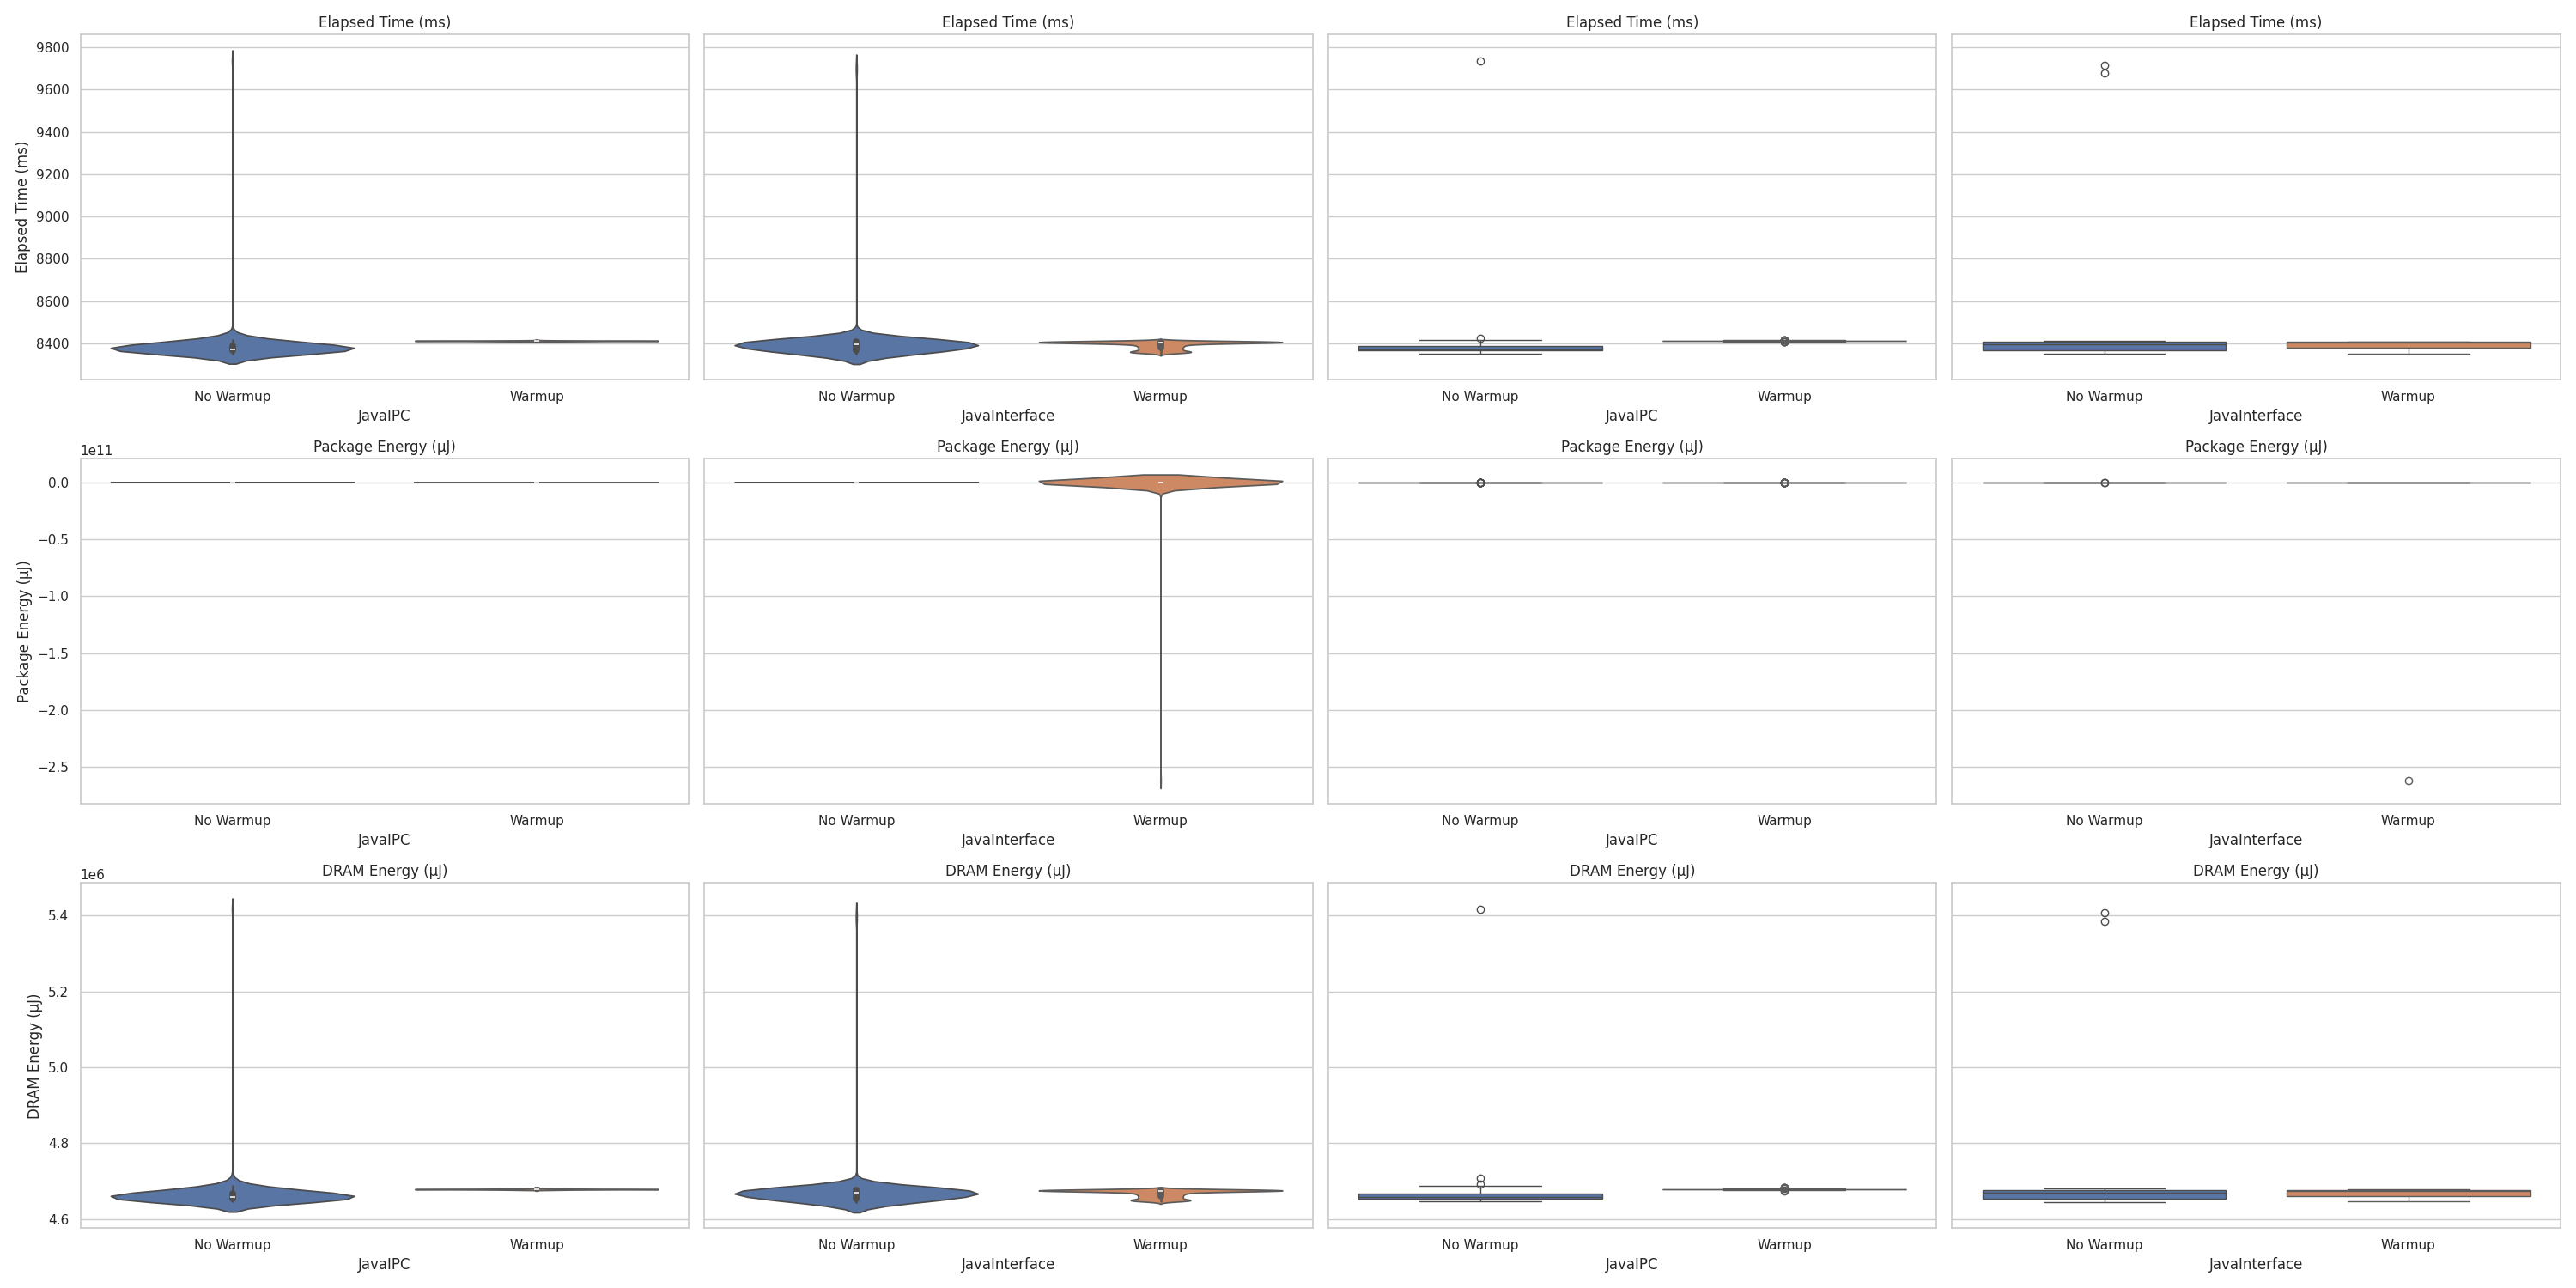 Elapsed Time (ms) Elapsed Time (ms) Elapsed Time (ms) Elapsed Time (ms)
Elapsed Time (ms)
9800
9600
9400
9200
9000
8800
8600
8400
No Warmup Warmup No Warmup Warmup No Warmup Warmup No Warmup Warmup
JavaIPC JavaInterface JavaIPC JavaInterface
1e11 Package Energy (μJ) Package Energy (μJ) Package Energy (μJ) Package Energy (μJ)
Package Energy (μJ)
0.0
−0.5
−1.0
−1.5
−2.0
−2.5
No Warmup Warmup No Warmup Warmup No Warmup Warmup No Warmup Warmup
JavaIPC JavaInterface JavaIPC JavaInterface
1e6 DRAM Energy (μJ) DRAM Energy (μJ) DRAM Energy (μJ) DRAM Energy (μJ)
DRAM Energy (μJ)
5.4
5.2
5.0
4.8
4.6
No Warmup Warmup No Warmup Warmup No Warmup Warmup No Warmup Warmup
JavaIPC JavaInterface JavaIPC JavaInterface